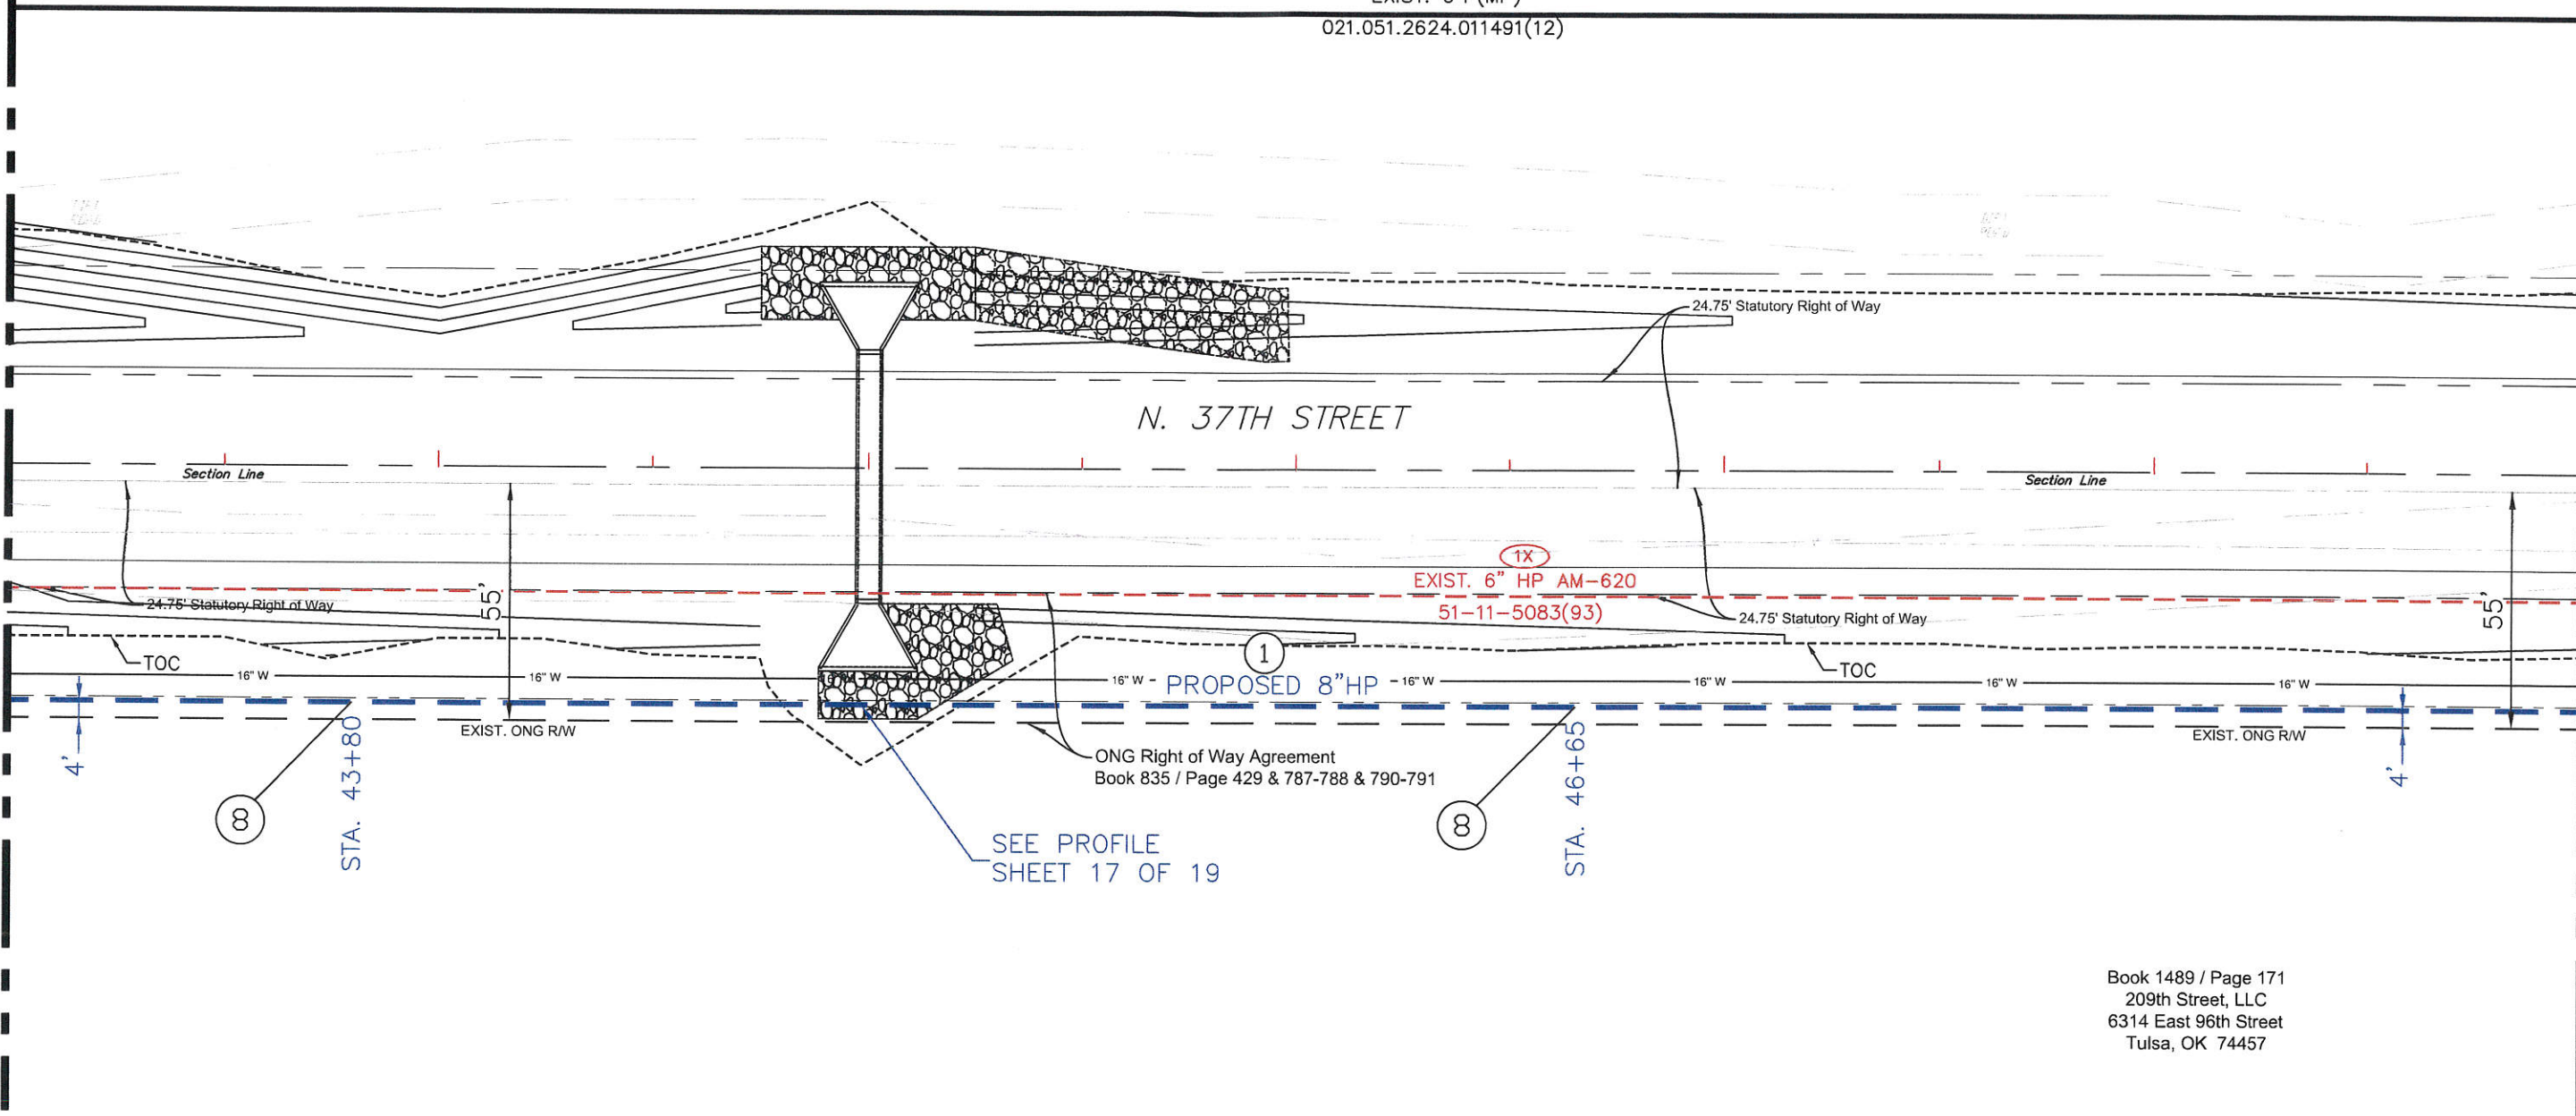 021.051.2624.011491(12)
24.75' Statutory Right of Way
N. 37TH STREET
Section Line
Section Line
1X
EXIST. 6" HP AM-620
51-11-5083(93)
24.75' Statutory Right of Way
55'
24.75' Statutory Right of Way
55'
1
TOC
TOC
16" W
16" W
16" W
PROPOSED 8"HP
16" W
16" W
16" W
16" W
EXIST. ONG R/W
EXIST. ONG R/W
4'
STA. 43+80
8
ONG Right of Way Agreement
Book 835 / Page 429 & 787-788 & 790-791
8
STA. 46+65
4'
SEE PROFILE
SHEET 17 OF 19
Book 1489 / Page 171
209th Street, LLC
6314 East 96th Street
Tulsa, OK 74457